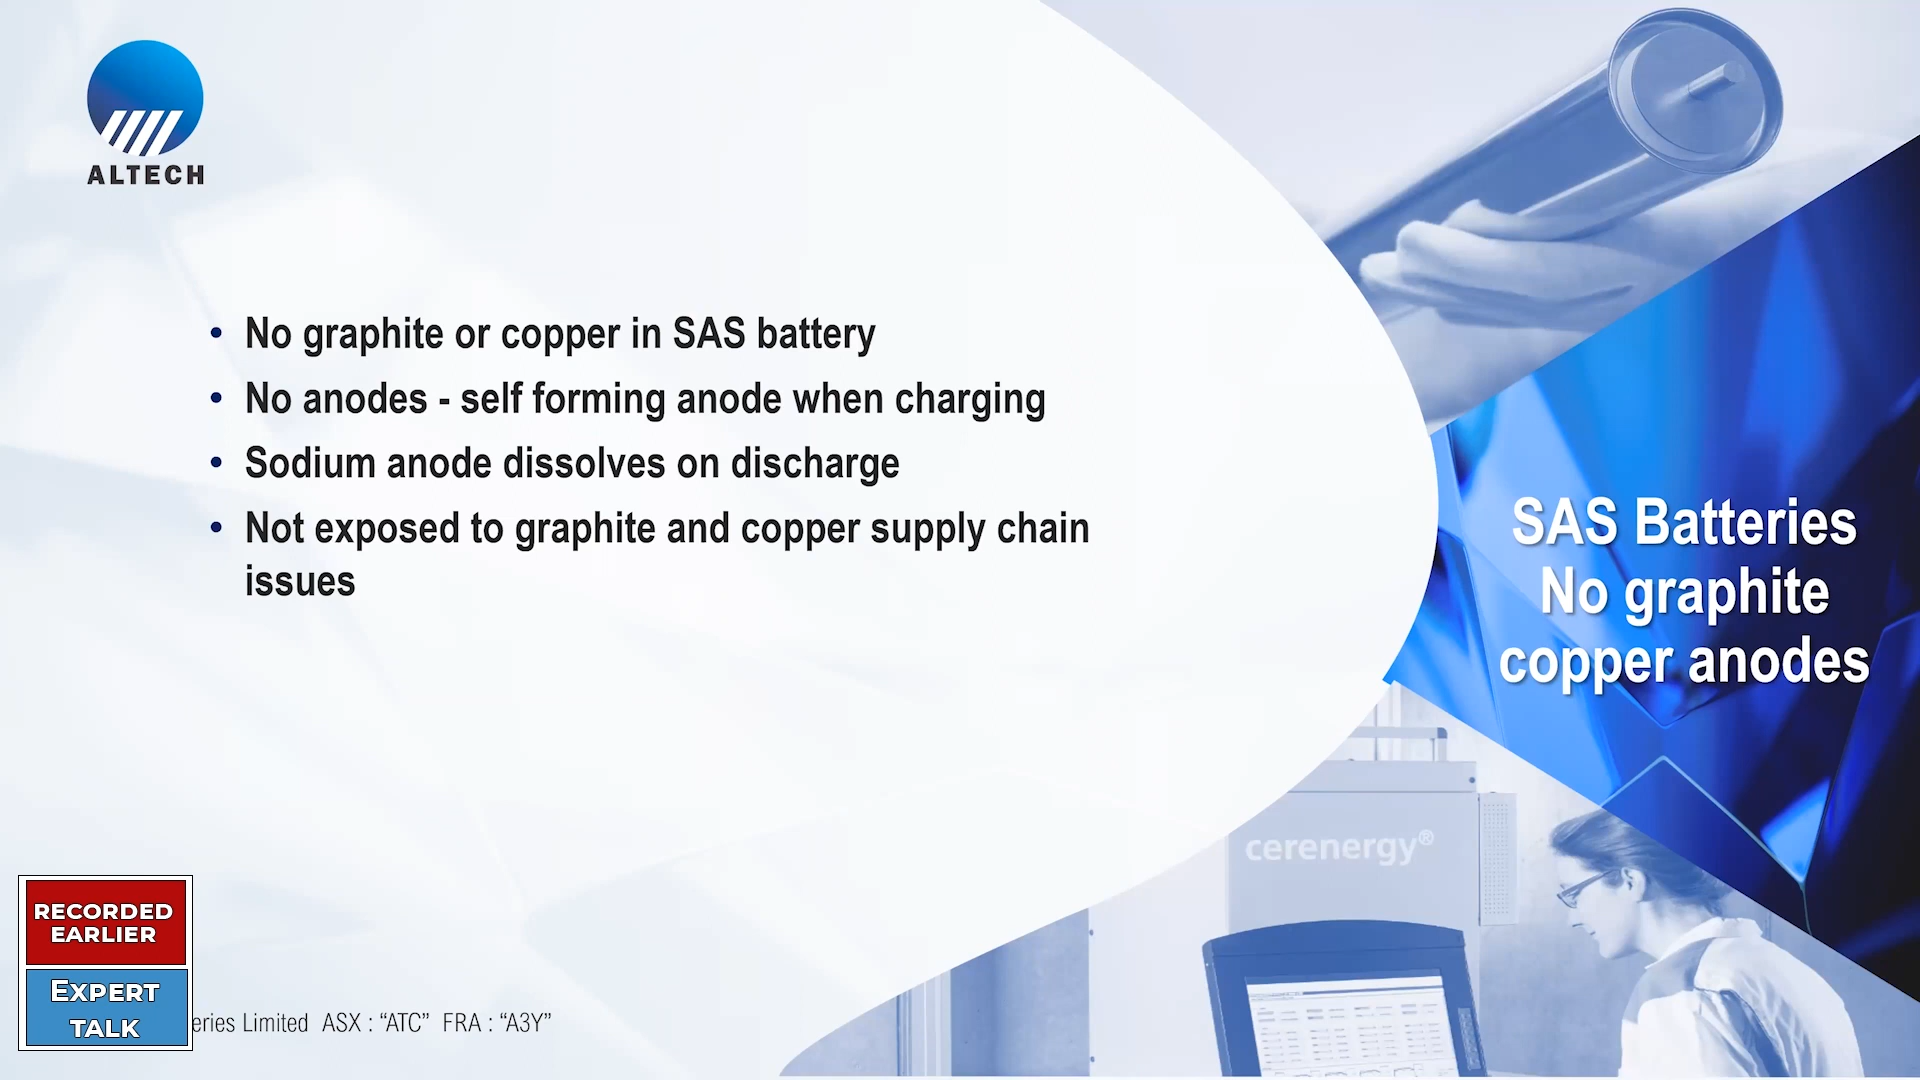 ALTECH
• No graphite or copper in SAS battery
• No anodes - self forming anode when charging
• Sodium anode dissolves on discharge
• Not exposed to graphite and copper supply chain
issues
SAS Batteries
No graphite
copper anodes
cerenergy®
RECORDED
EARLIER
EXPERT
TALK
eries Limited ASX : “ATC” FRA : “A3Y”